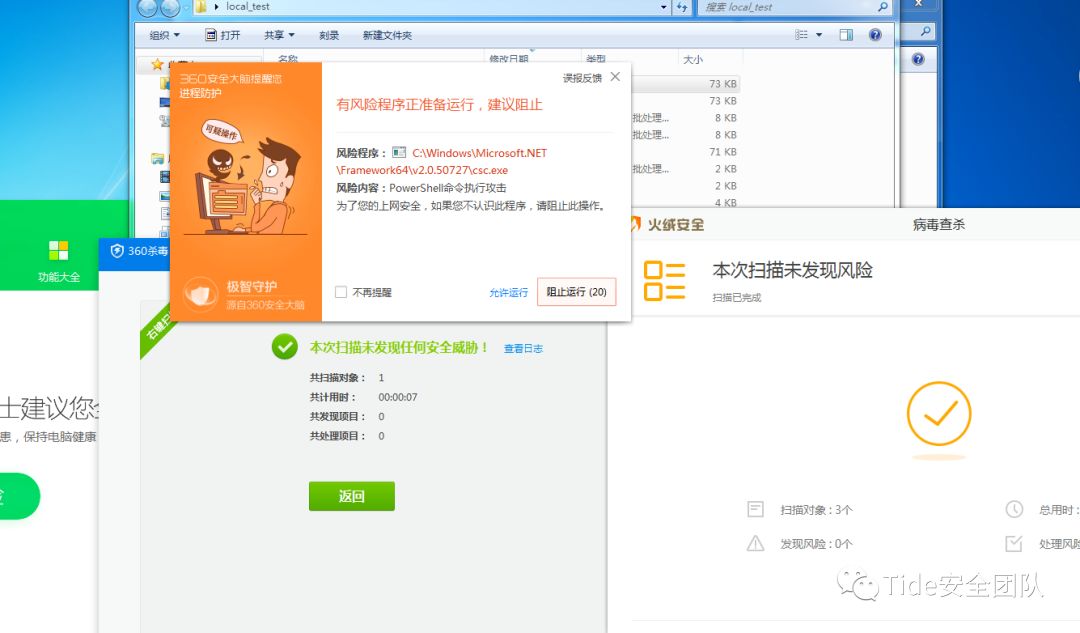 local_test
搜索 local_test
组织
打开
共享
刻录
新建文件夹
名称
修改日期
类型
大小
73 KB
73 KB
批处理... 8 KB
批处理... 8 KB
71 KB
批处理... 2 KB
2 KB
4 KB
360安全大脑提醒您
进程防护
可疑操作
极智守护
源自360安全大脑
误报反馈
有风险程序正准备运行，建议阻止
风险程序： C:\Windows\Microsoft.NET
\Framework64\v2.0.50727\csc.exe
风险内容：PowerShell命令执行攻击
为了您的上网安全，如果您不认识此程序，请阻止此操作。
不再提醒
允许运行
阻止运行 (20)
功能大全
士建议您
患，保持电脑健康
360杀毒
右键扫
本次扫描未发现任何安全威胁！ 查看日志
共扫描对象： 1
共计用时： 00:00:07
共发现项目： 0
共处理项目： 0
返回
火绒安全
病毒查杀
本次扫描未发现风险
扫描已完成
扫描对象：3个
总用时：
发现风险：0个
处理风险
Tide安全团队